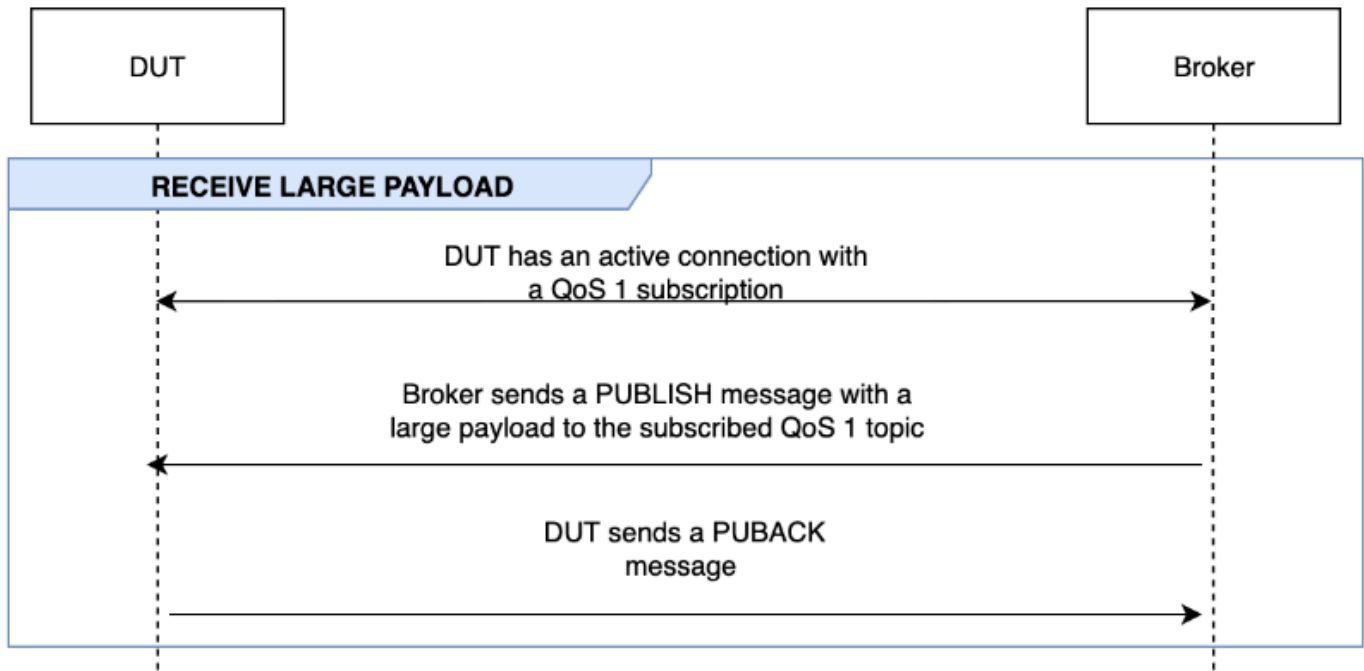 DUT
Broker
RECEIVE LARGE PAYLOAD
DUT has an active connection with
a QoS 1 subscription
Broker sends a PUBLISH message with a
large payload to the subscribed QoS 1 topic
DUT sends a PUBACK
message